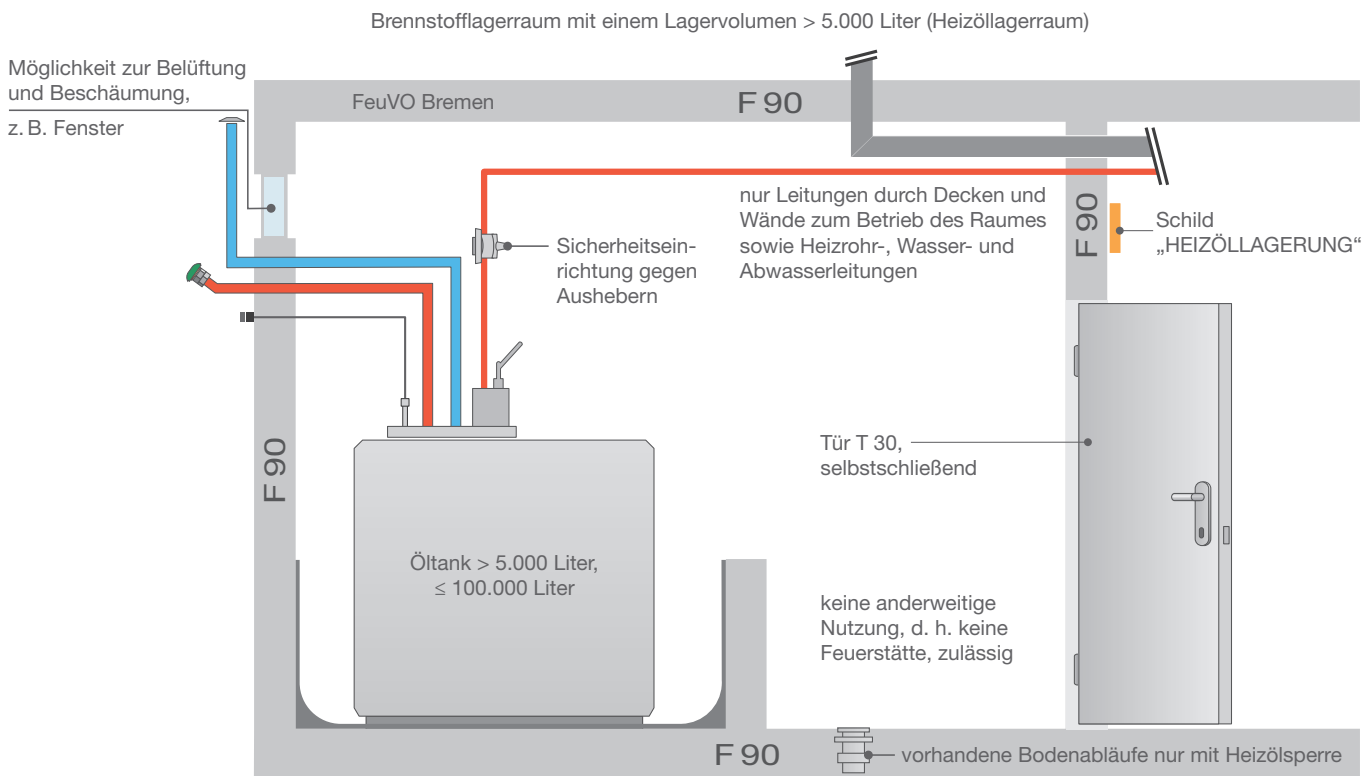 Brennstofflagerraum mit einem Lagervolumen > 5.000 Liter (Heizöllagerraum)
Möglichkeit zur Belüftung
und Beschäumung,
z. B. Fenster
FeuVO Bremen
F 90
nur Leitungen durch Decken und
Wände zum Betrieb des Raumes
sowie Heizrohr-, Wasser- und
Abwasserleitungen
F 90
Schild
„HEIZÖLLAGERUNG“
Sicherheitsein-
richtung gegen
Aushebern
F 90
Tür T 30,
selbstschließend
Öltank > 5.000 Liter,
≤ 100.000 Liter
keine anderweitige
Nutzung, d. h. keine
Feuerstätte, zulässig
F 90
vorhandene Bodenabläufe nur mit Heizölsperre